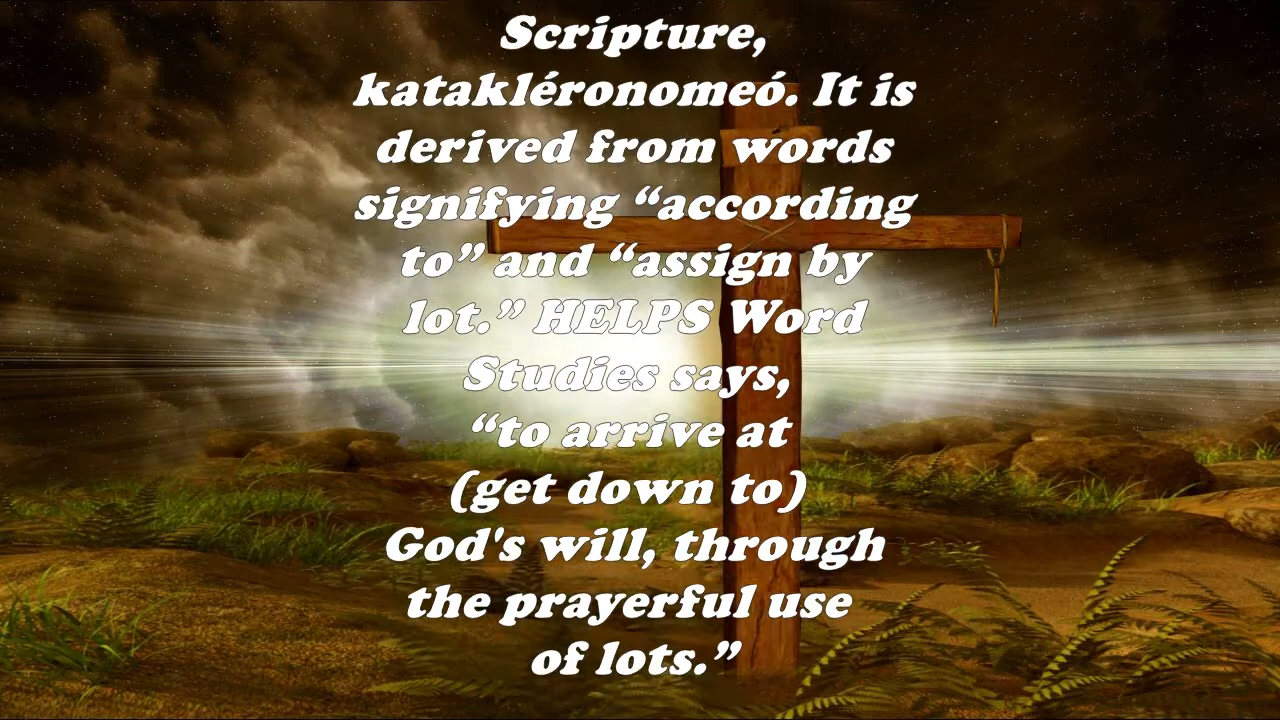 Scripture,
katakléronomeó. It is
derived from words
signifying “according
to” and “assign by
lot.” HELPS Word
Studies says,
“to arrive at
(get down to)
God's will, through
the prayerful use
of lots.”